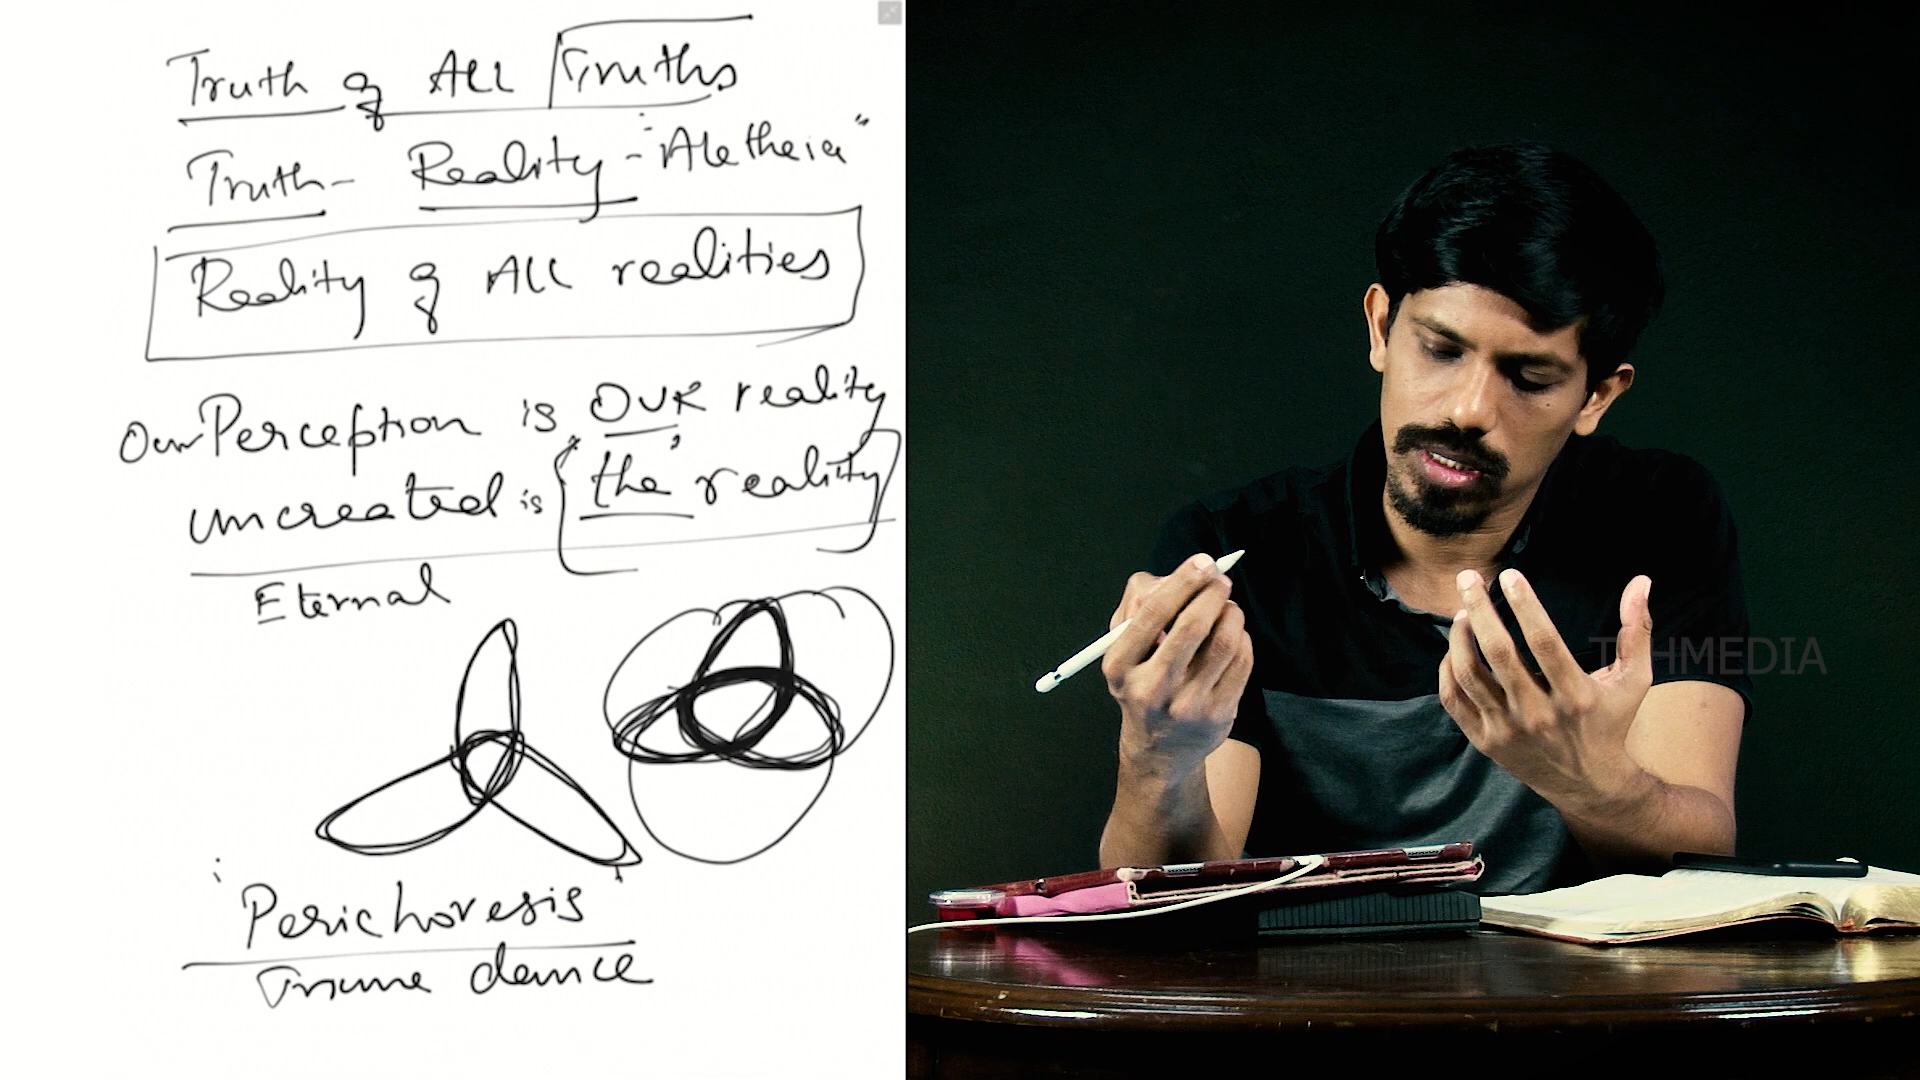 Truth of ALL Truths
Truth - Reality - "Aletheia"
Reality of ALL realities
Our Perception is OUR reality
uncreated is "the" reality
Eternal
"Perichoresis"
Triune dance
MEDIA